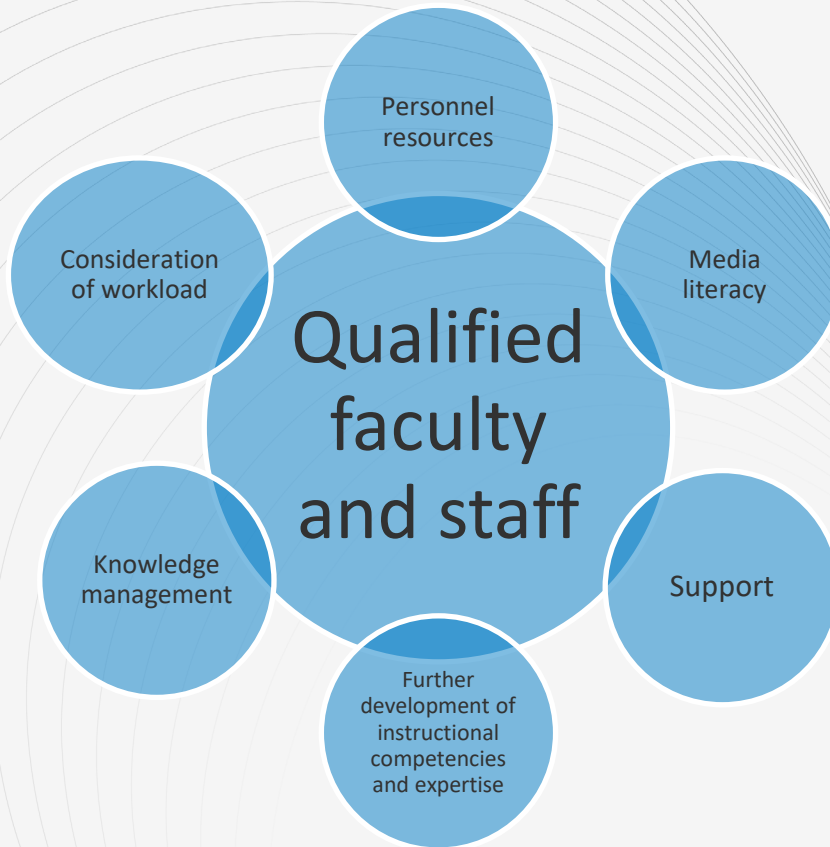 Personnel
resources
Consideration
of workload
Media
literacy
Qualified
faculty
and staff
Knowledge
management
Support
Further
development of
instructional
competencies
and expertise